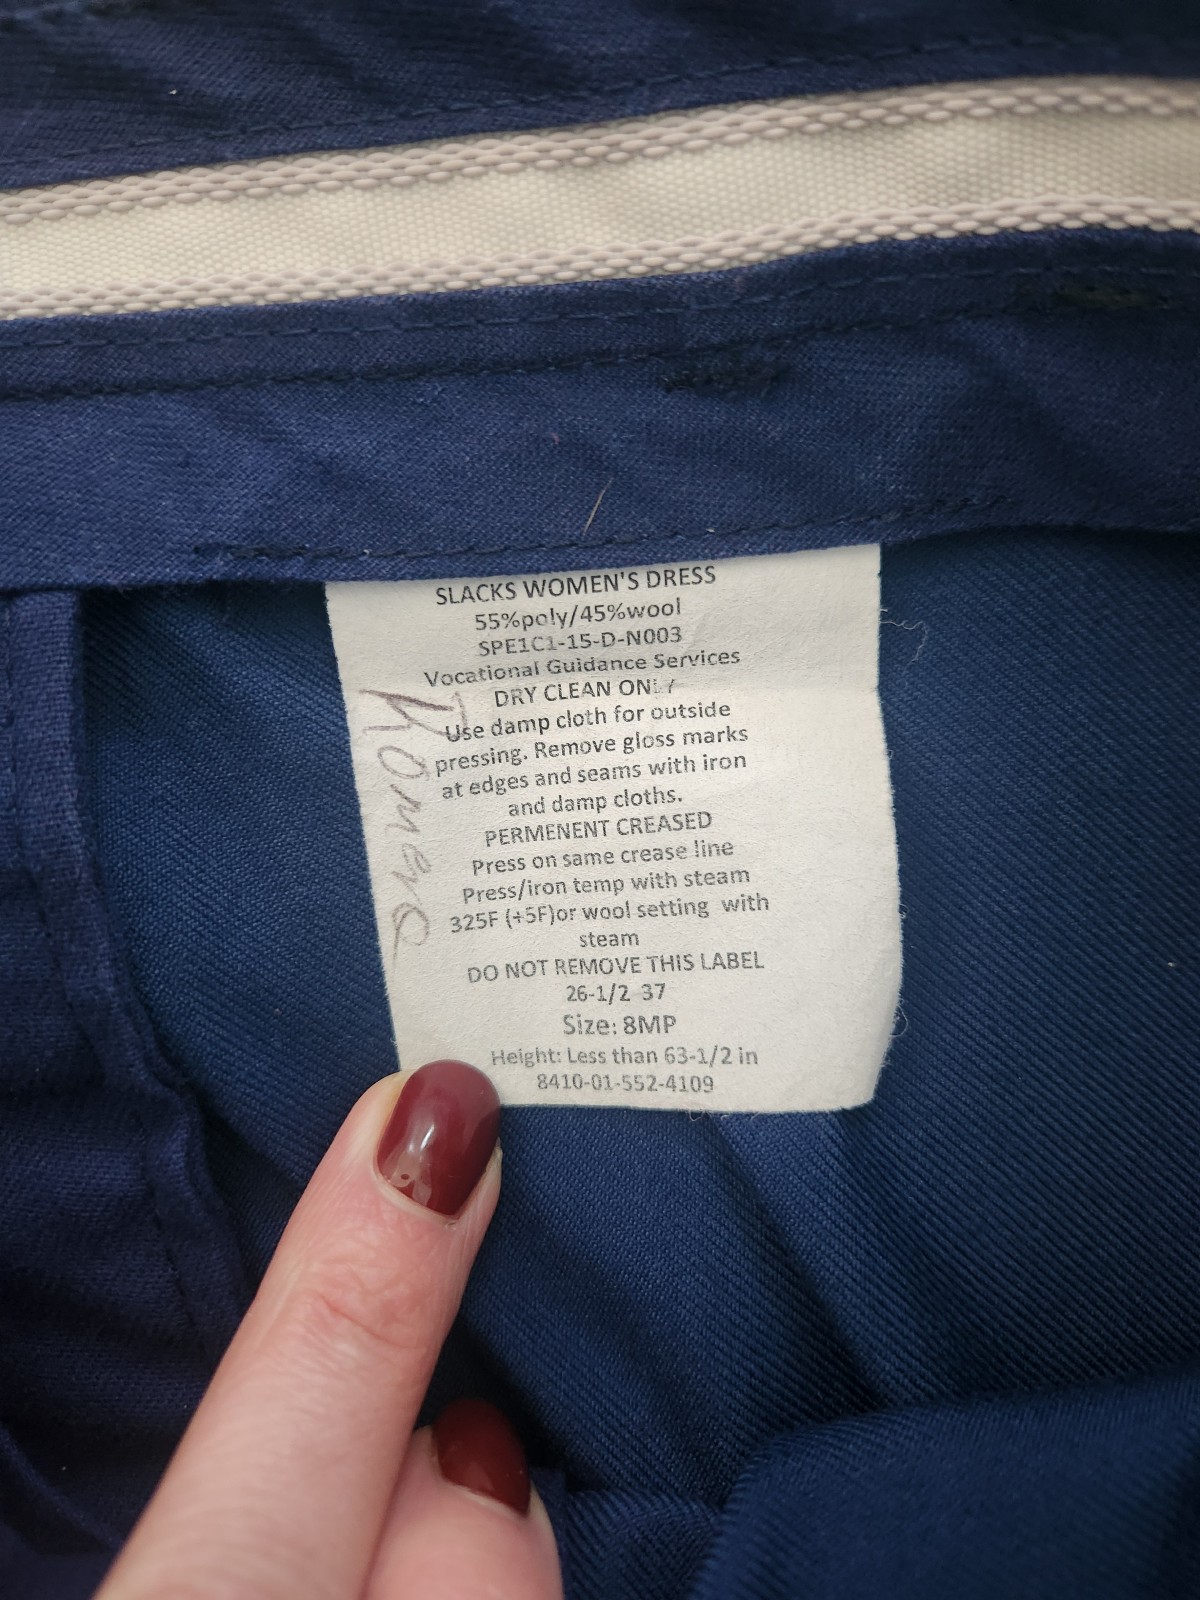 SLACKS WOMEN'S DRESS
55%poly/45%wool
SPE1C1-15-D-N003
Vocational Guidance Services
DRY CLEAN ONLY
Use damp cloth for outside
pressing. Remove gloss marks
at edges and seams with iron
and damp cloths.
PERMENENT CREASED
Press on same crease line
Press/iron temp with steam
325F (+5F)or wool setting with
steam
DO NOT REMOVE THIS LABEL
26-1/2 37
Size: 8MP
Height: Less than 63-1/2 in
8410-01-552-4109